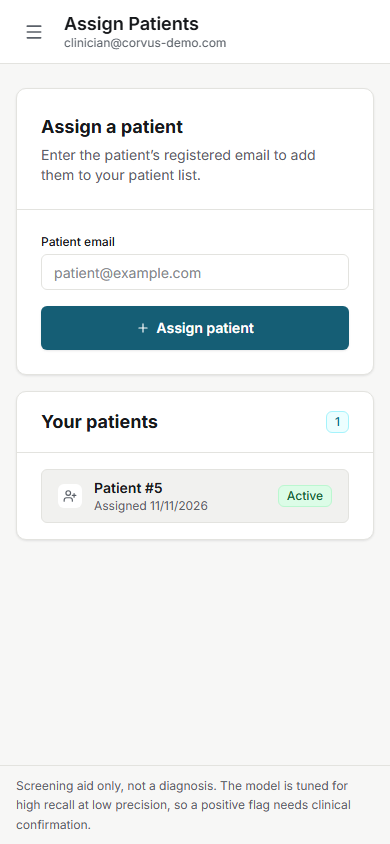 Assign Patients
clinician@corvus-demo.com
Assign a patient
Enter the patient's registered email to add
them to your patient list.
Patient email
patient@example.com
+ Assign patient
Your patients
1
Patient #5
Active
Assigned 11/11/2026
Screening aid only, not a diagnosis. The model is tuned for
high recall at low precision, so a positive flag needs clinical
confirmation.